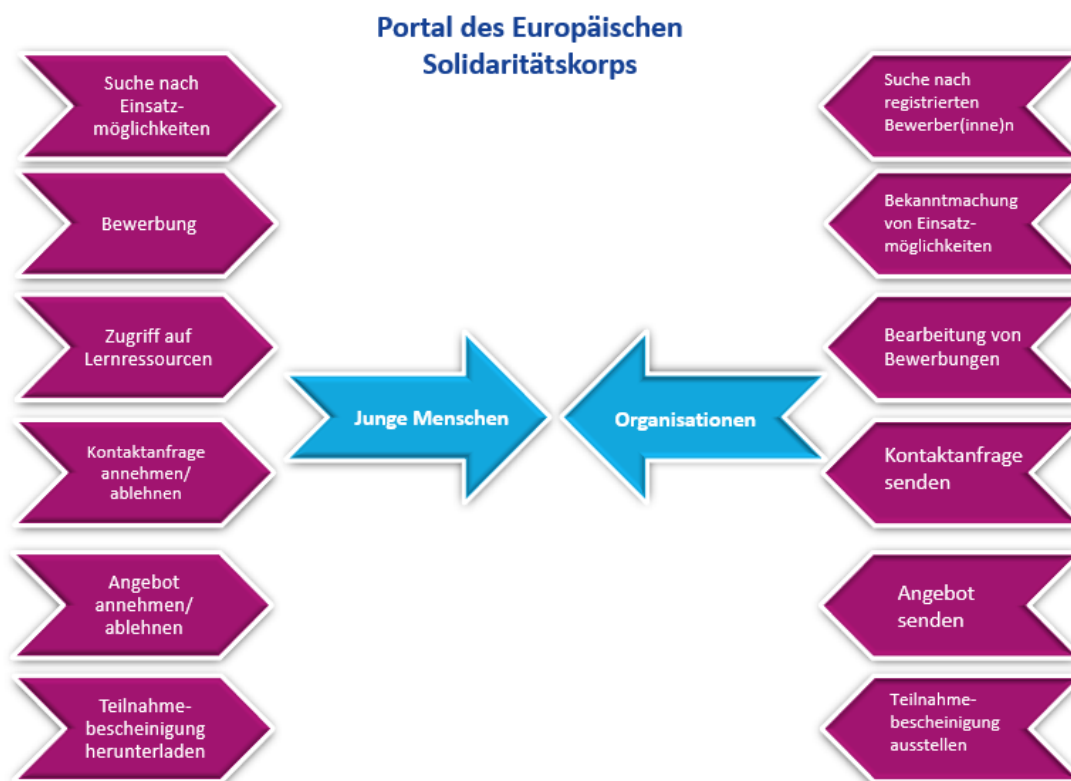 Portal des Europäischen
Solidaritätskorps
Suche nach
Einsatz-
möglichkeiten
Bewerbung
Zugriff auf
Lernressourcen
Kontaktanfrage
annehmen/
ablehnen
Angebot
annehmen/
ablehnen
Teilnahme-
bescheinigung
herunterladen
Junge Menschen
Organisationen
Suche nach
registrierten
Bewerber(inne)n
Bekanntmachung
von Einsatz-
möglichkeiten
Bearbeitung von
Bewerbungen
Kontaktanfrage
senden
Angebot
senden
Teilnahme-
bescheinigung
ausstellen